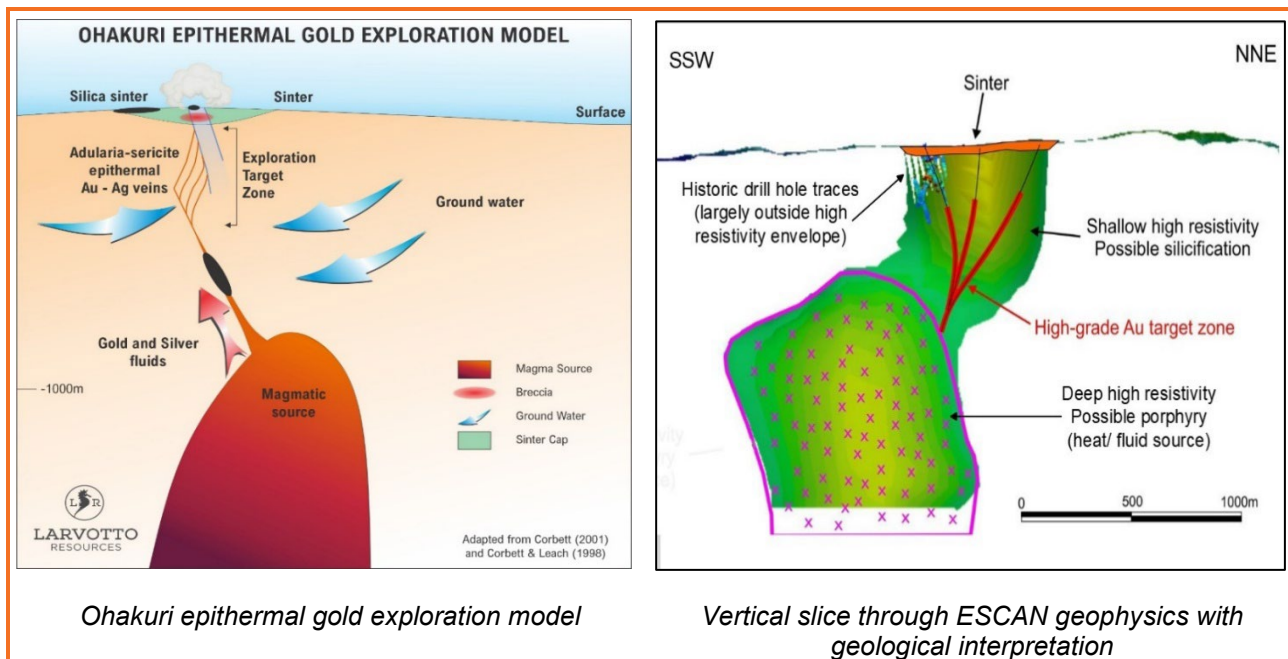 OHAKURI EPITHERMAL GOLD EXPLORATION MODEL
Silica sinter
Sinter
Surface
Adularia-sericite
epithermal
Au - Ag veins
Exploration
Target
Zone
Ground water
Gold and Silver
fluids
-1000m
Magmatic
source
Magma Source
Breccia
Ground Water
Sinter Cap
L R
LARVOTTO
RESOURCES
Adapted from Corbett (2001)
and Corbett & Leach (1998)
Ohakuri epithermal gold exploration model
SSW
NNE
Sinter
Historic drill hole traces
(largely outside high
resistivity envelope)
Shallow high resistivity
Possible silicification
High-grade Au target zone
Deep high resistivity
Possible porphyry
(heat/ fluid source)
0 500 1000m
Vertical slice through ESCAN geophysics with
geological interpretation